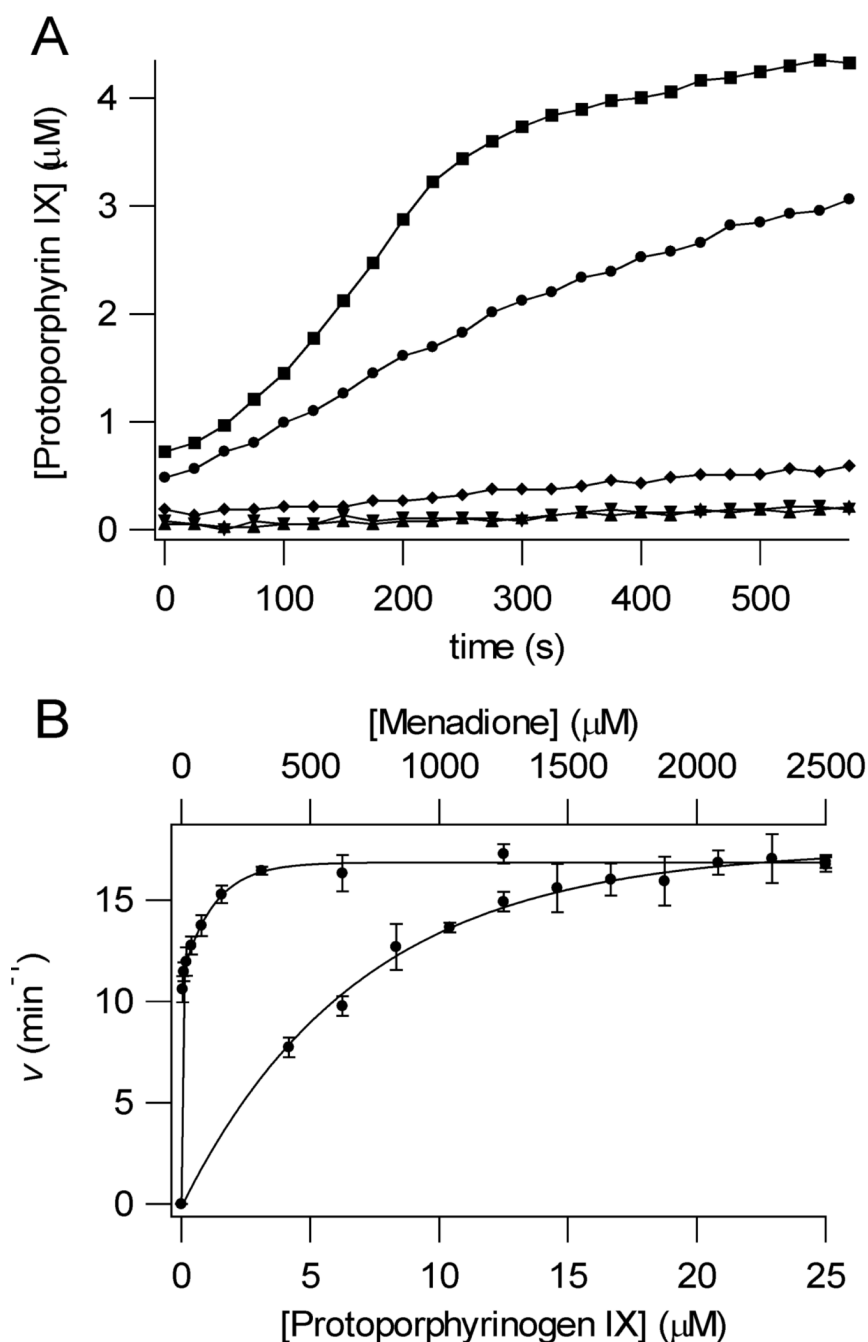 A
[Protoporphyrin IX] (μM)
4
3
2
1
0
0 100 200 300 400 500
time (s)
B
[Menadione] (μM)
0 500 1000 1500 2000 2500
v (min⁻¹)
15
10
5
0
0 5 10 15 20 25
[Protoporphyrinogen IX] (μM)